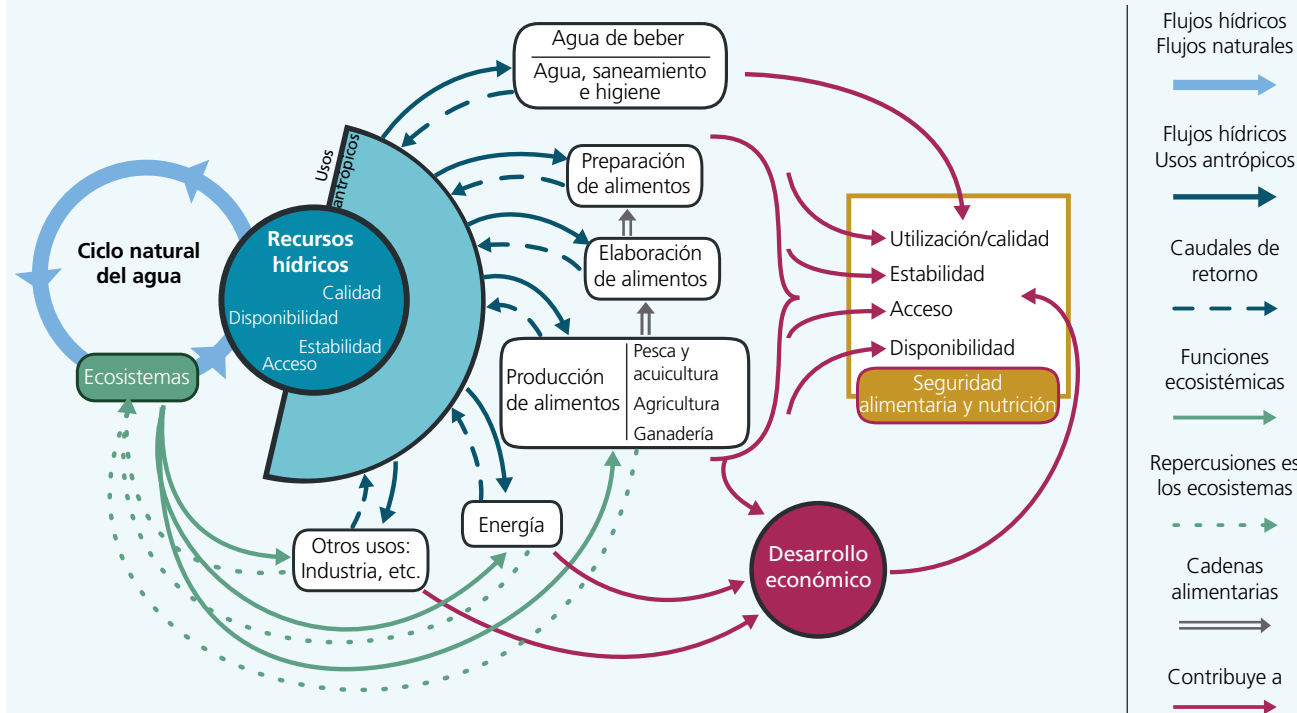 Agua de beber
Agua, saneamiento
e higiene
Usos
antrópicos
Preparación
de alimentos
Ciclo natural
del agua
Recursos
hídricos
Calidad
Disponibilidad
Estabilidad
Acceso
Elaboración
de alimentos
Utilización/calidad
Estabilidad
Acceso
Disponibilidad
Seguridad
alimentaria y nutrición
Ecosistemas
Producción
de alimentos
Pesca y
acuicultura
Agricultura
Ganadería
Energía
Otros usos:
Industria, etc.
Desarrollo
económico
Flujos hídricos
Flujos naturales
Flujos hídricos
Usos antrópicos
Caudales de
retorno
Funciones
ecosistémicas
Repercusiones es
los ecosistemas
Cadenas
alimentarias
Contribuye a